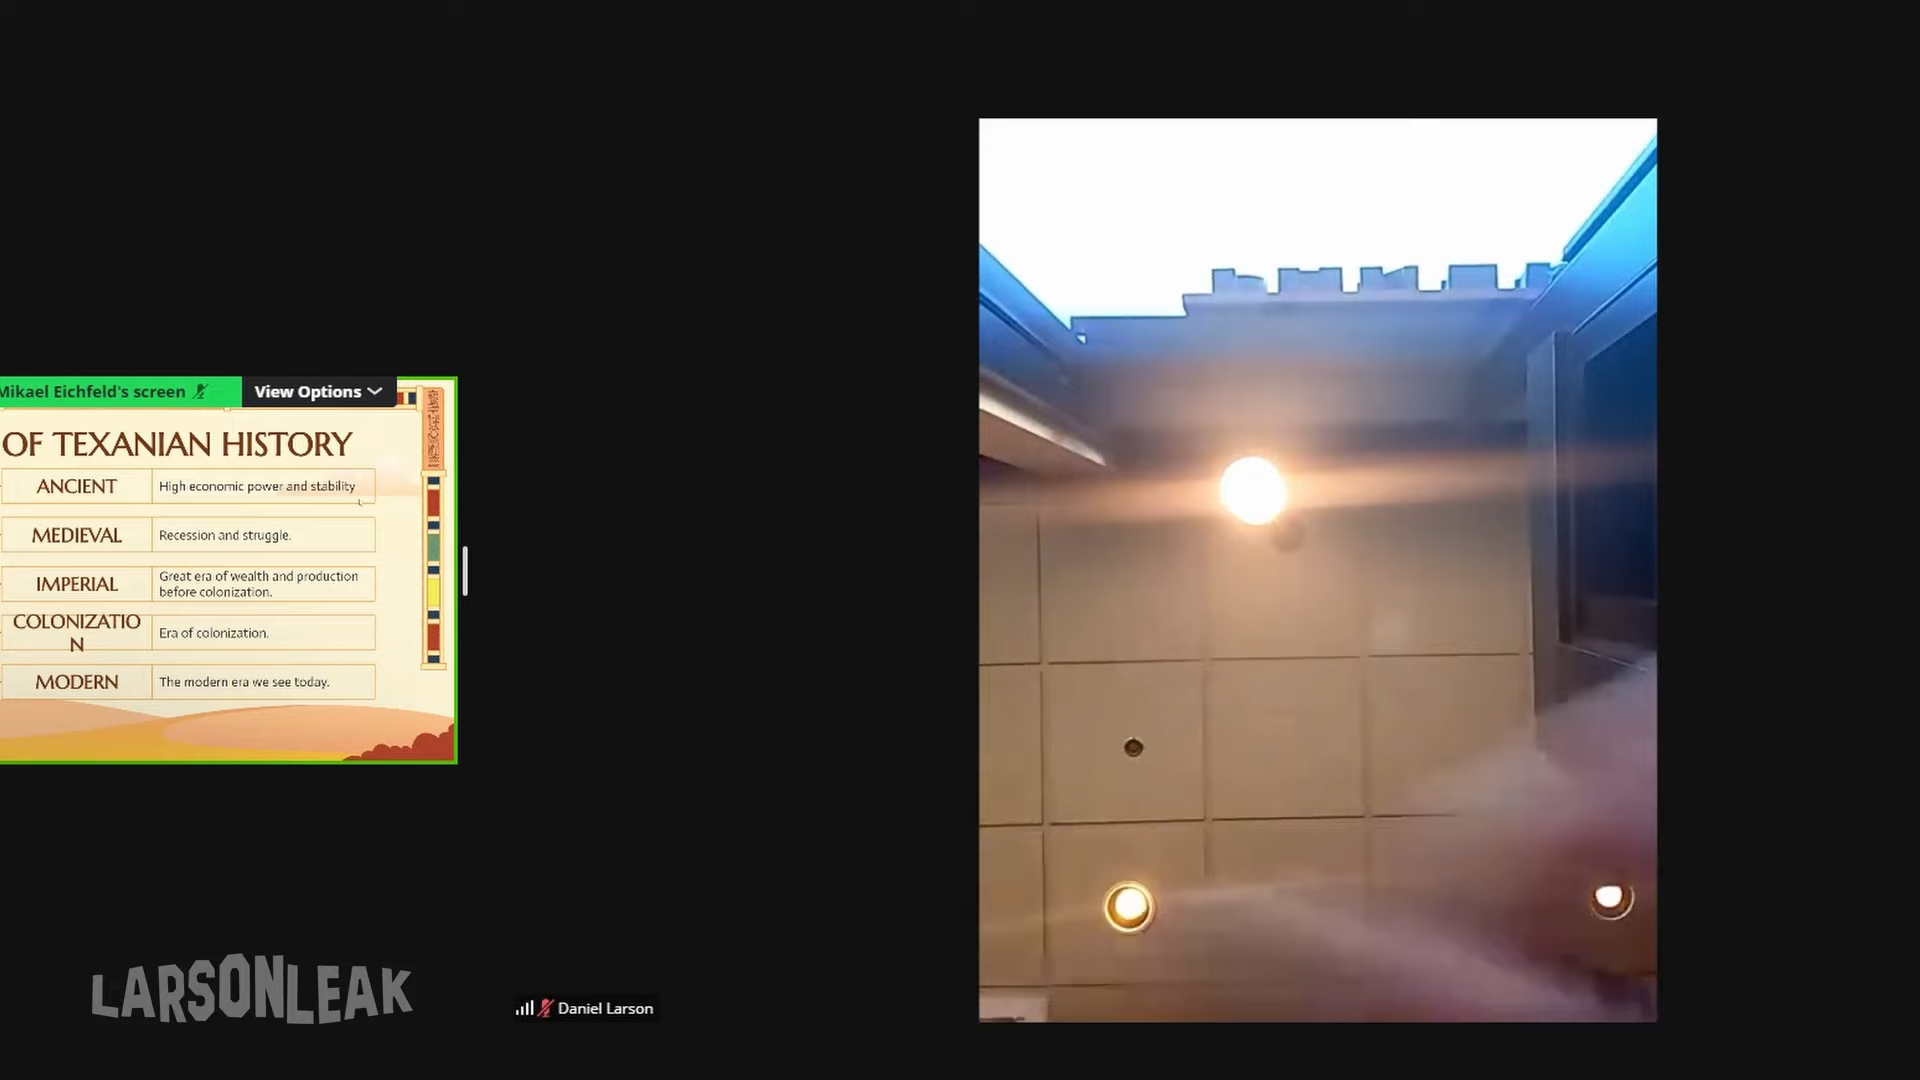 Mikael Eichfeld's screen
View Options
OF TEXANIAN HISTORY
ANCIENT
High economic power and stability
MEDIEVAL
Recession and struggle.
IMPERIAL
Great era of wealth and production
before colonization.
COLONIZATIO
N
Era of colonization.
MODERN
The modern era we see today.
LARSONLEAK
Daniel Larson